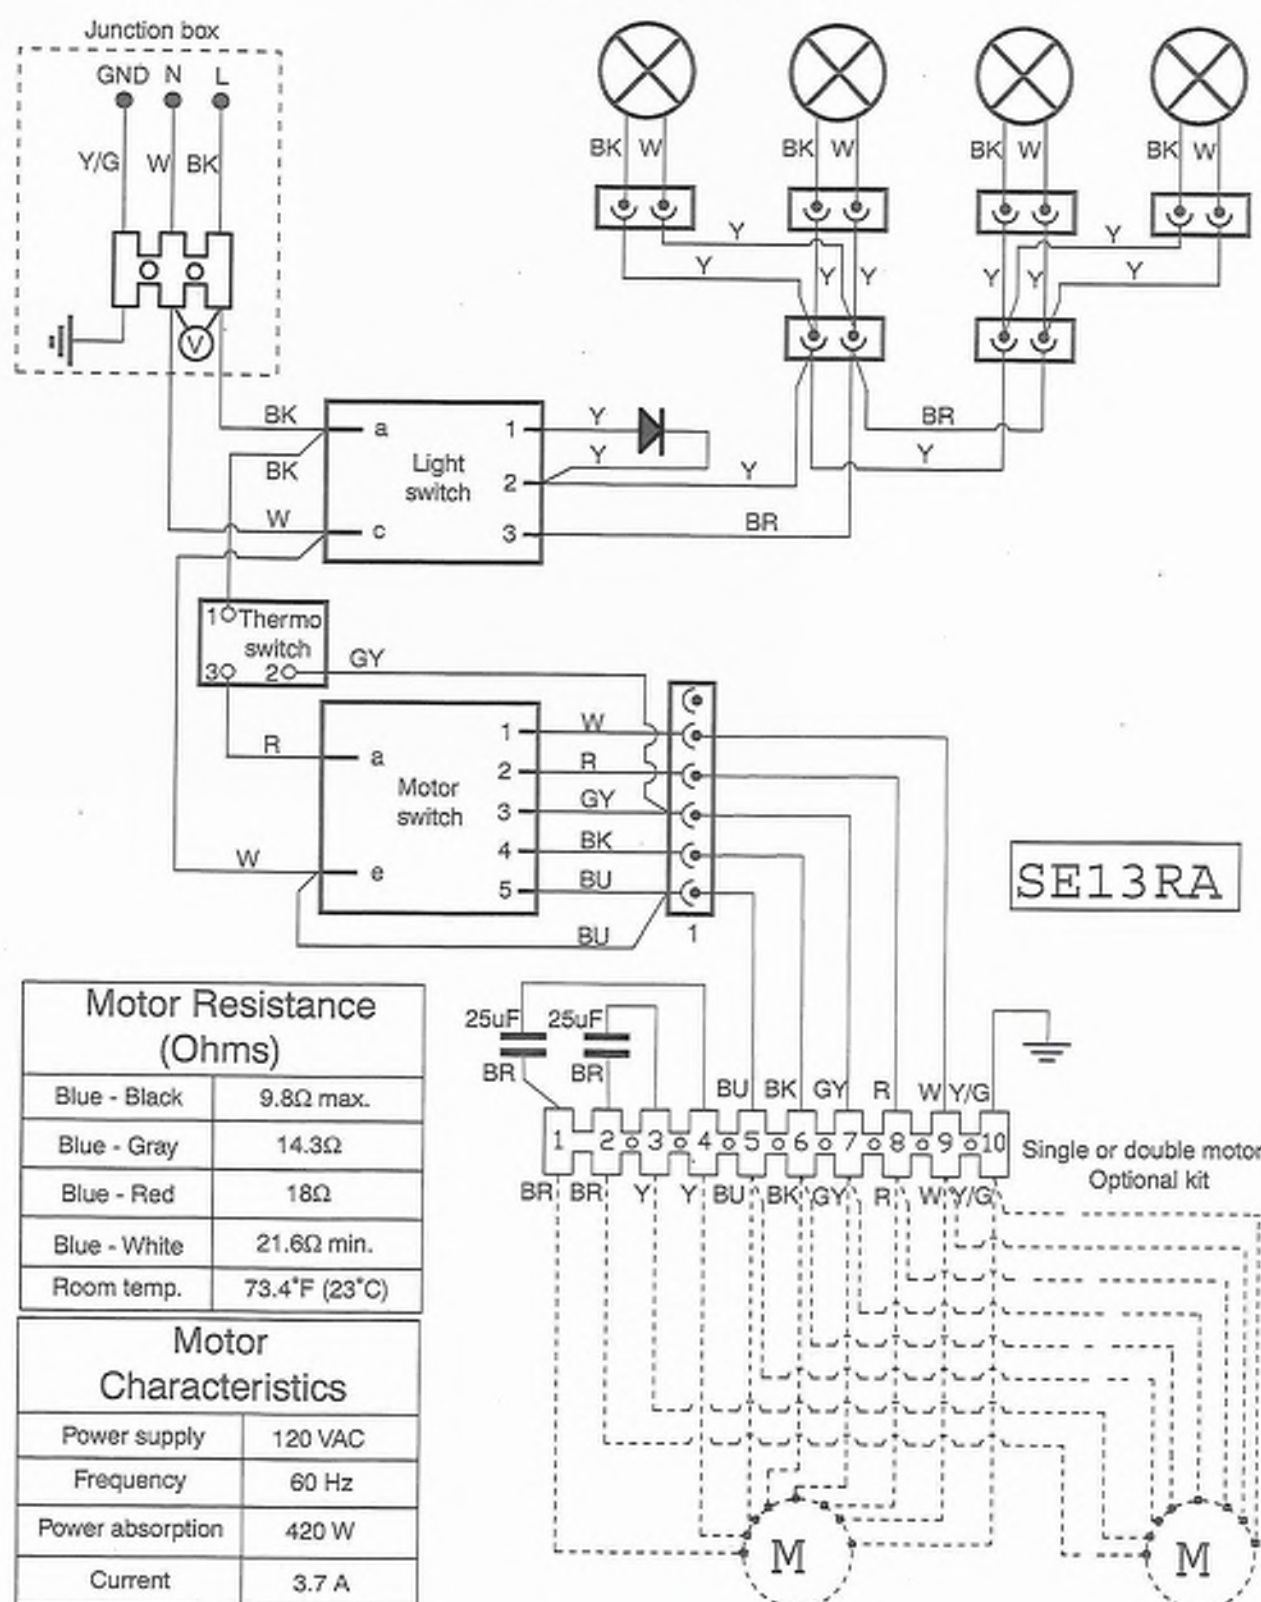 Junction box
GND N L
Y/G W BK
V
BK W BK W BK W BK W
Y Y Y Y
Y Y Y Y
BK
BK
W
a
c
Light
switch
1
2
3
Y
Y
Y
BR
BR
Y
1 Thermo
switch
3 2
GY
R
W
a
e
Motor
switch
1 W
2 R
3 GY
4 BK
5 BU
BU
1
SE13RA
Motor Resistance
(Ohms)
Blue - Black 9.8Ω max.
Blue - Gray 14.3Ω
Blue - Red 18Ω
Blue - White 21.6Ω min.
Room temp. 73.4°F (23°C)
Motor
Characteristics
Power supply 120 VAC
Frequency 60 Hz
Power absorption 420 W
Current 3.7 A
25uF 25uF
BR BR
BU BK GY R W Y/G
1 2 3 4 5 6 7 8 9 10
BR BR Y Y BU BK GY R W Y/G
Single or double motor
Optional kit
M M